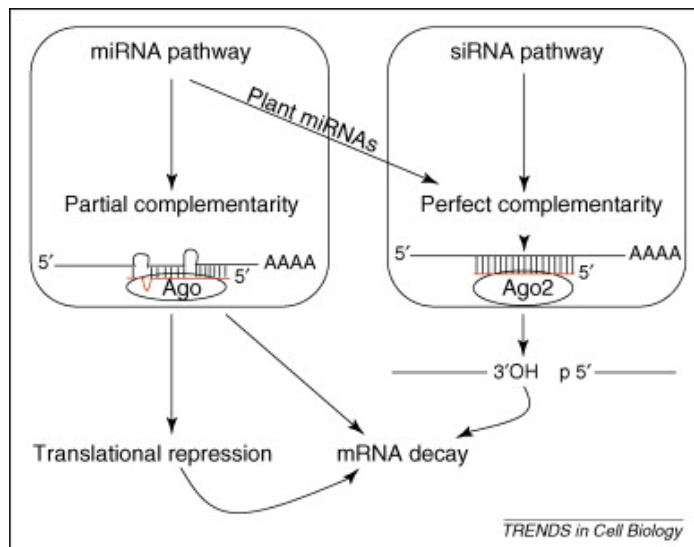 miRNA pathway
siRNA pathway
Plant miRNAs
Partial complementarity
Perfect complementarity
5′ AAAA
5′
Ago
5′ AAAA
5′
Ago2
3′OH p 5′
Translational repression
mRNA decay
TRENDS in Cell Biology